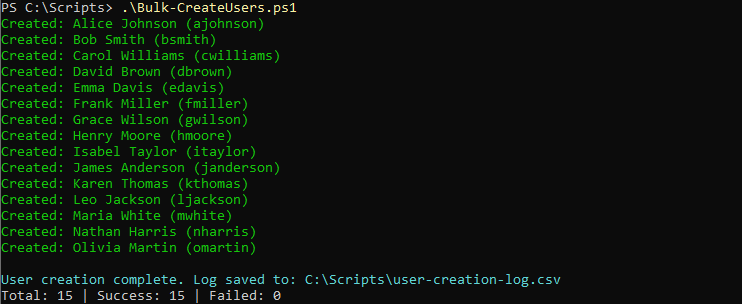 PS C:\Scripts> .\Bulk-CreateUsers.ps1
Created: Alice Johnson (ajohnson)
Created: Bob Smith (bsmith)
Created: Carol Williams (cwilliams)
Created: David Brown (dbrown)
Created: Emma Davis (edavis)
Created: Frank Miller (fmiller)
Created: Grace Wilson (gwilson)
Created: Henry Moore (hmoore)
Created: Isabel Taylor (itaylor)
Created: James Anderson (janderson)
Created: Karen Thomas (kthomas)
Created: Leo Jackson (ljackson)
Created: Maria White (mwhite)
Created: Nathan Harris (nharris)
Created: Olivia Martin (omartin)
User creation complete. Log saved to: C:\Scripts\user-creation-log.csv
Total: 15 | Success: 15 | Failed: 0